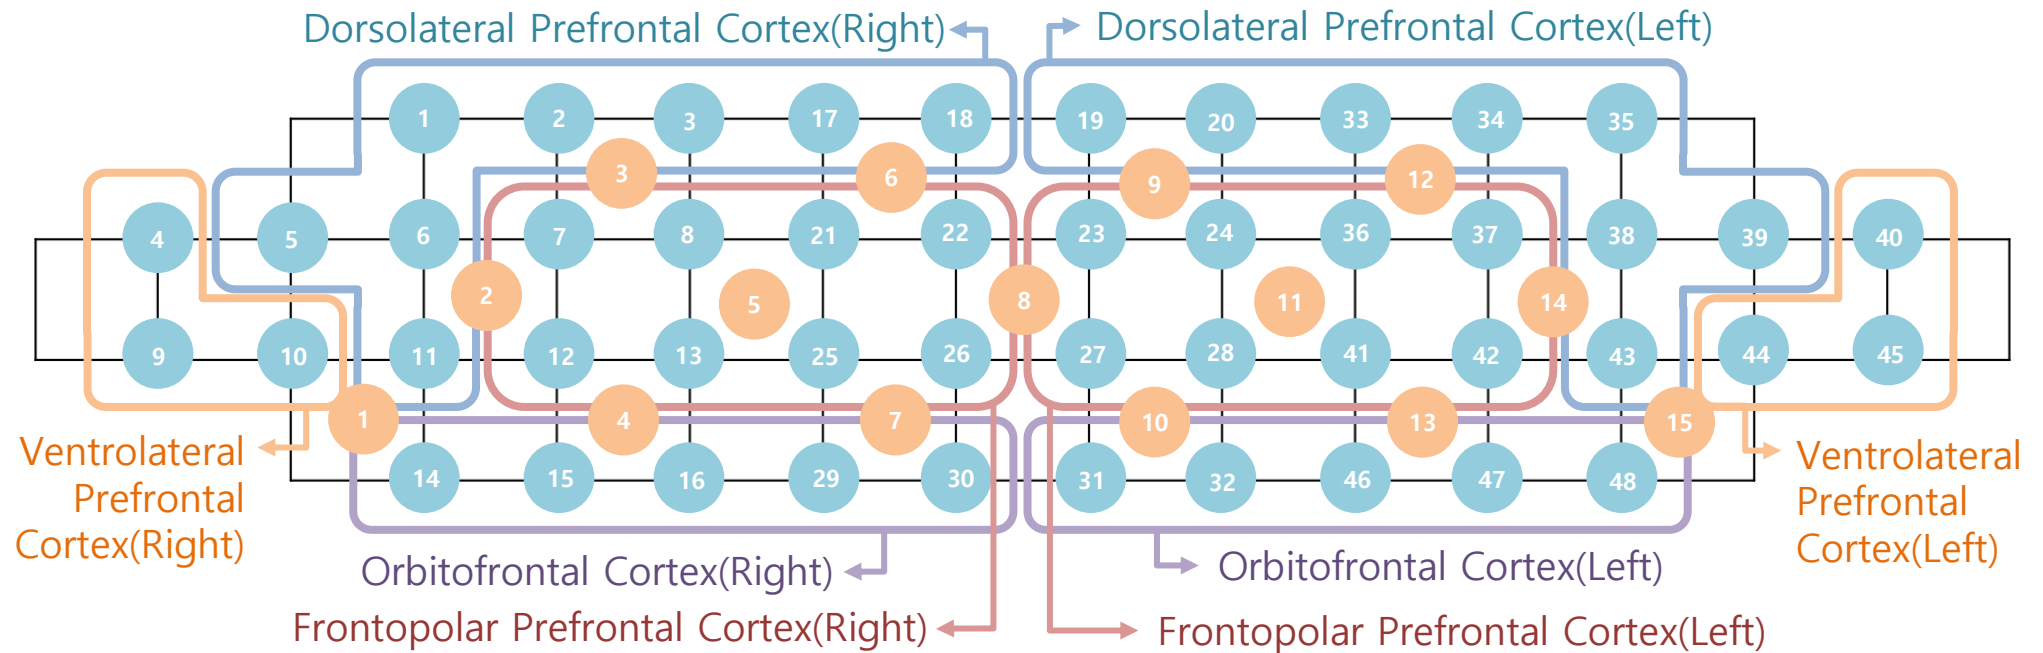 Dorsolateral Prefrontal Cortex(Right)
Dorsolateral Prefrontal Cortex(Left)
1 2 3 17 18 19 20 33 34 35
3 6 9 12
4 5 6 7 8 21 22 23 24 36 37 38 39 40
2 5 8 11 14
9 10 11 12 13 25 26 27 28 41 42 43 44 45
1 4 7 10 13 15
14 15 16 29 30 31 32 46 47 48
Ventrolateral
Prefrontal
Cortex(Right)
Ventrolateral
Prefrontal
Cortex(Left)
Orbitofrontal Cortex(Right)
Orbitofrontal Cortex(Left)
Frontopolar Prefrontal Cortex(Right)
Frontopolar Prefrontal Cortex(Left)